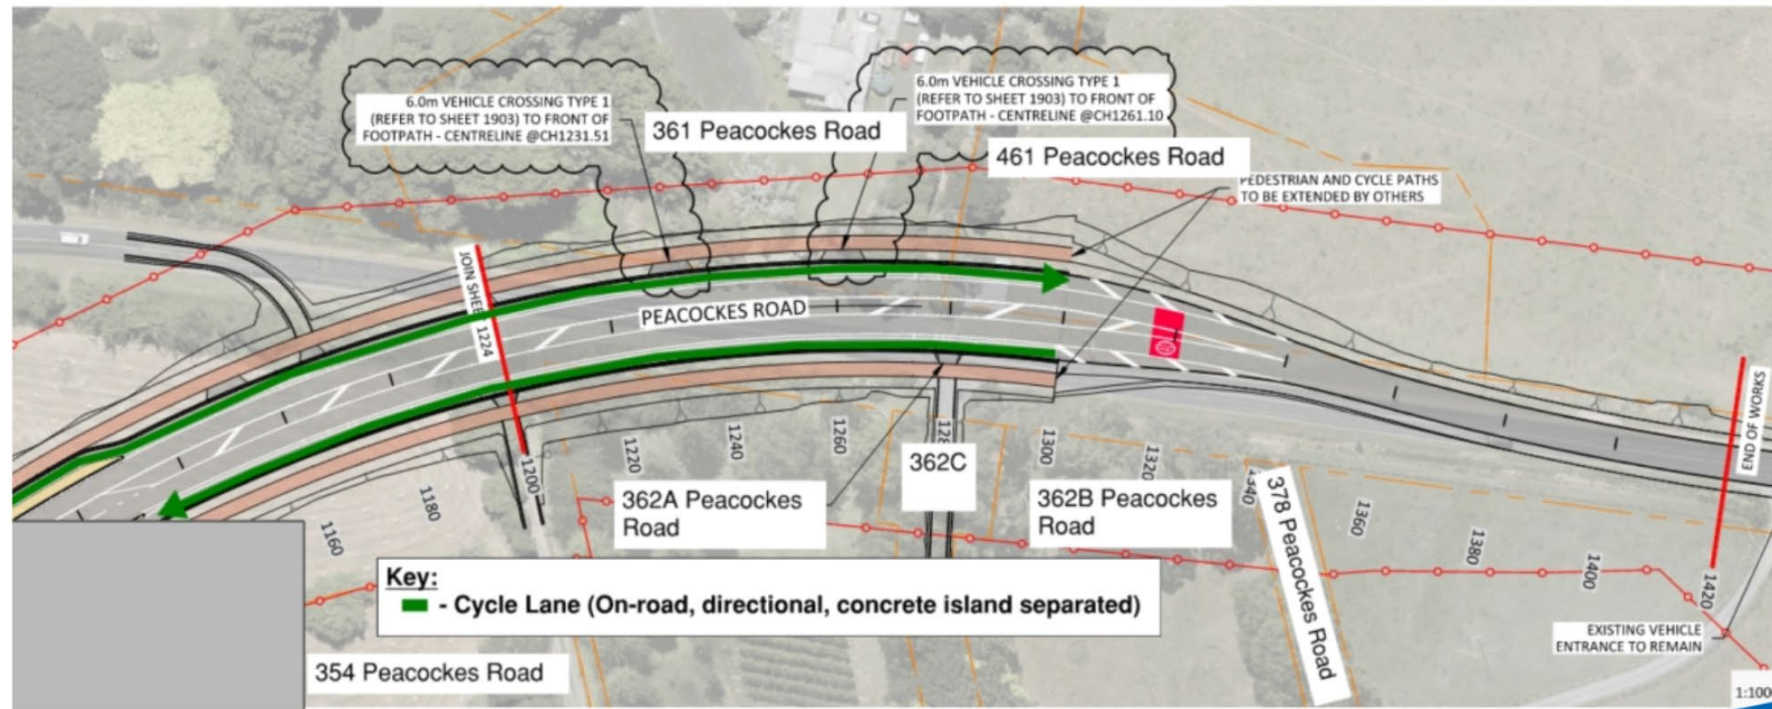 6.0m VEHICLE CROSSING TYPE 1
(REFER TO SHEET 1903) TO FRONT OF
FOOTPATH - CENTRELINE @CH1231.51
361 Peacockes Road
6.0m VEHICLE CROSSING TYPE 1
(REFER TO SHEET 1903) TO FRONT OF
FOOTPATH - CENTRELINE @CH1261.10
461 Peacockes Road
PEDESTRIAN AND CYCLE PATHS
TO BE EXTENDED BY OTHERS
JOIN SHEET 1224
PEACOCKES ROAD
END OF WORKS
1160
1180
1200
1220
1240
1260
1300
1320
1340
1360
1380
1400
1420
362C
362A Peacockes
Road
362B Peacockes
Road
378 Peacockes Road
Key:
- Cycle Lane (On-road, directional, concrete island separated)
354 Peacockes Road
EXISTING VEHICLE
ENTRANCE TO REMAIN